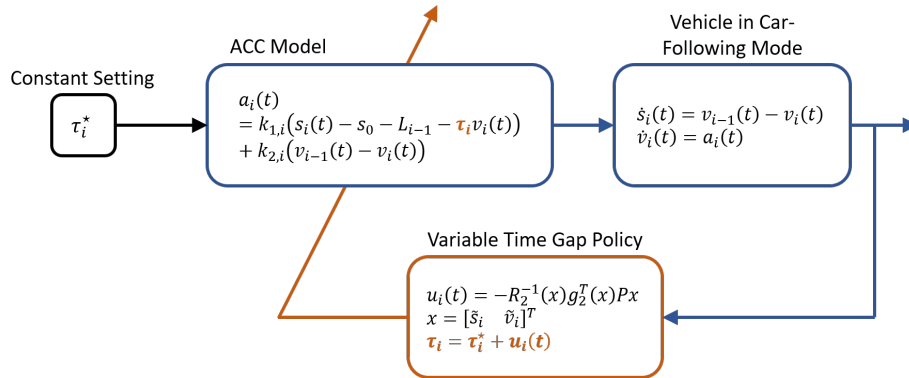 ACC Model
Vehicle in Car-
Following Mode
Constant Setting
τᵢ*
aᵢ(t)
= k₁,ᵢ(sᵢ(t) − s₀ − Lᵢ₋₁ − τᵢvᵢ(t))
+ k₂,ᵢ(vᵢ₋₁(t) − vᵢ(t))
ṡᵢ(t) = vᵢ₋₁(t) − vᵢ(t)
v̇ᵢ(t) = aᵢ(t)
Variable Time Gap Policy
uᵢ(t) = −R₂⁻¹(x)g₂ᵀ(x)Px
x = [s̃ᵢ ṽᵢ]ᵀ
τᵢ = τᵢ* + uᵢ(t)